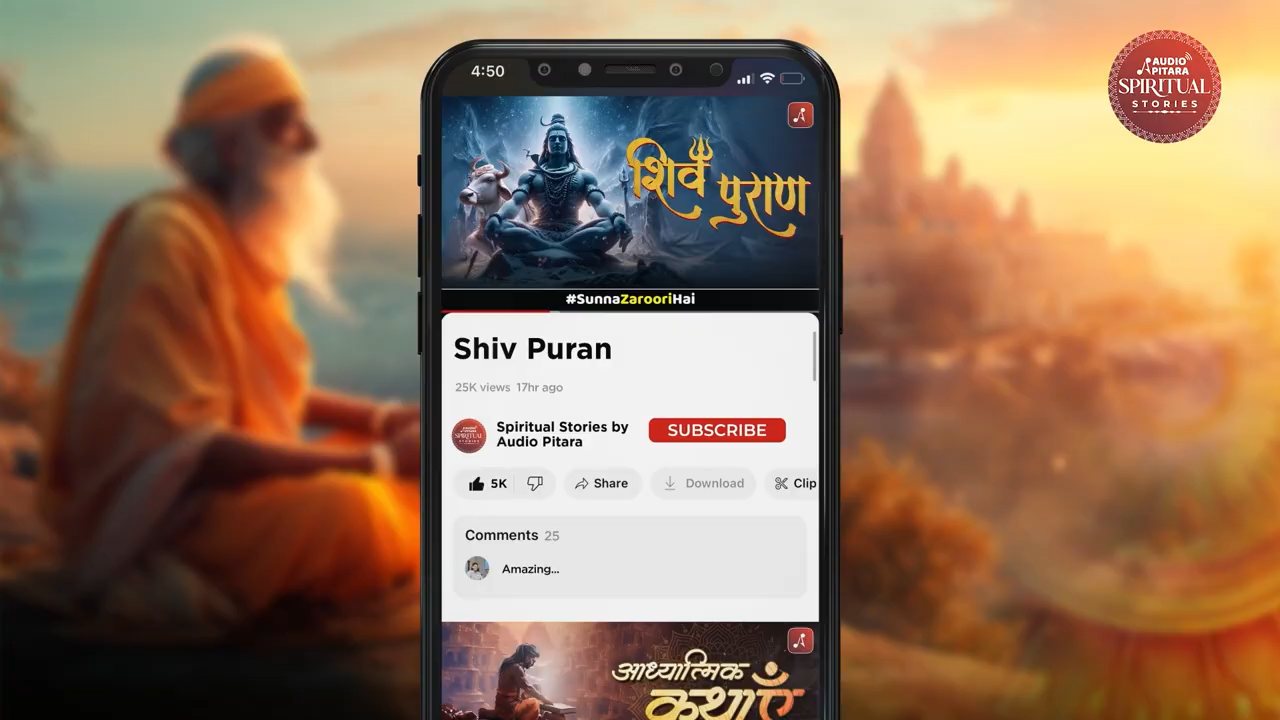 4:50
AUDIO
PITARA
SPIRITUAL
STORIES
शिव पुराण
#SunnaZarooriHai
Shiv Puran
25K views 17hr ago
Spiritual Stories by
Audio Pitara
SUBSCRIBE
5K
Share
Download
Clip
Comments 25
Amazing...
आध्यात्मिक
कथाएँ